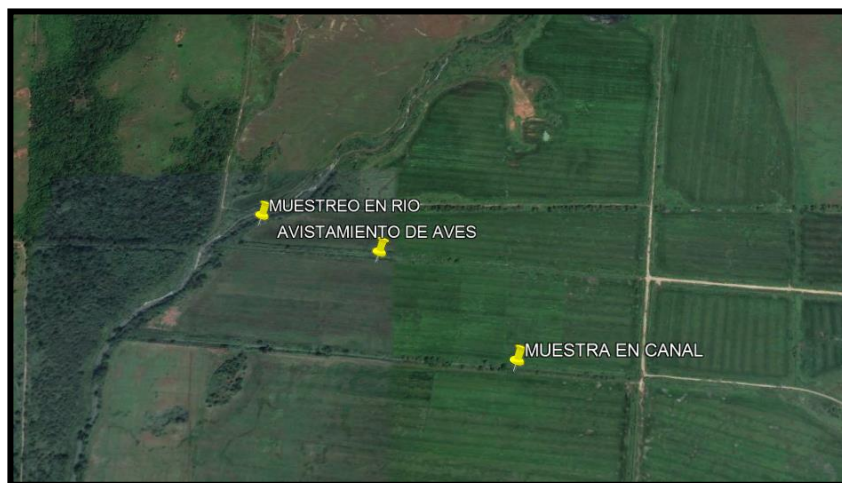 MUESTREO EN RIO
AVISTAMIENTO DE AVES
MUESTRA EN CANAL